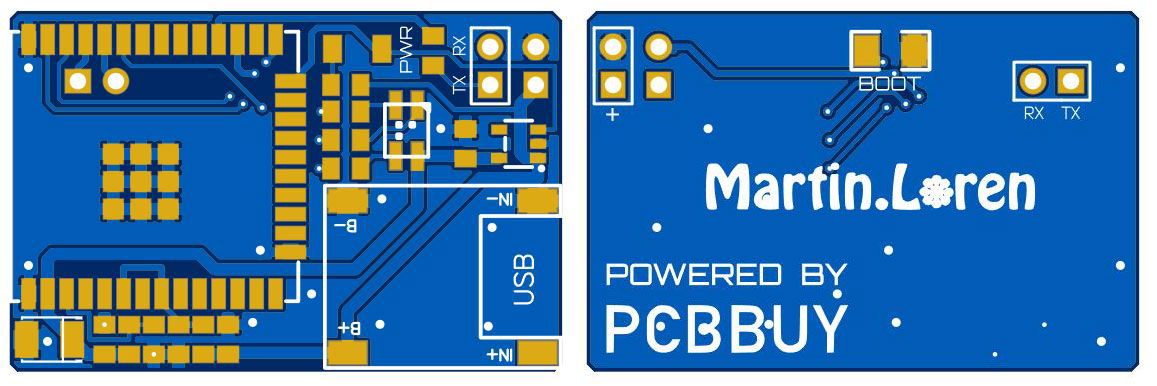 PWR
RX
TX
B-
IN-
USB
B+
IN+
+
BOOT
RX TX
Martin.Loren
POWERED BY
PCBBUY